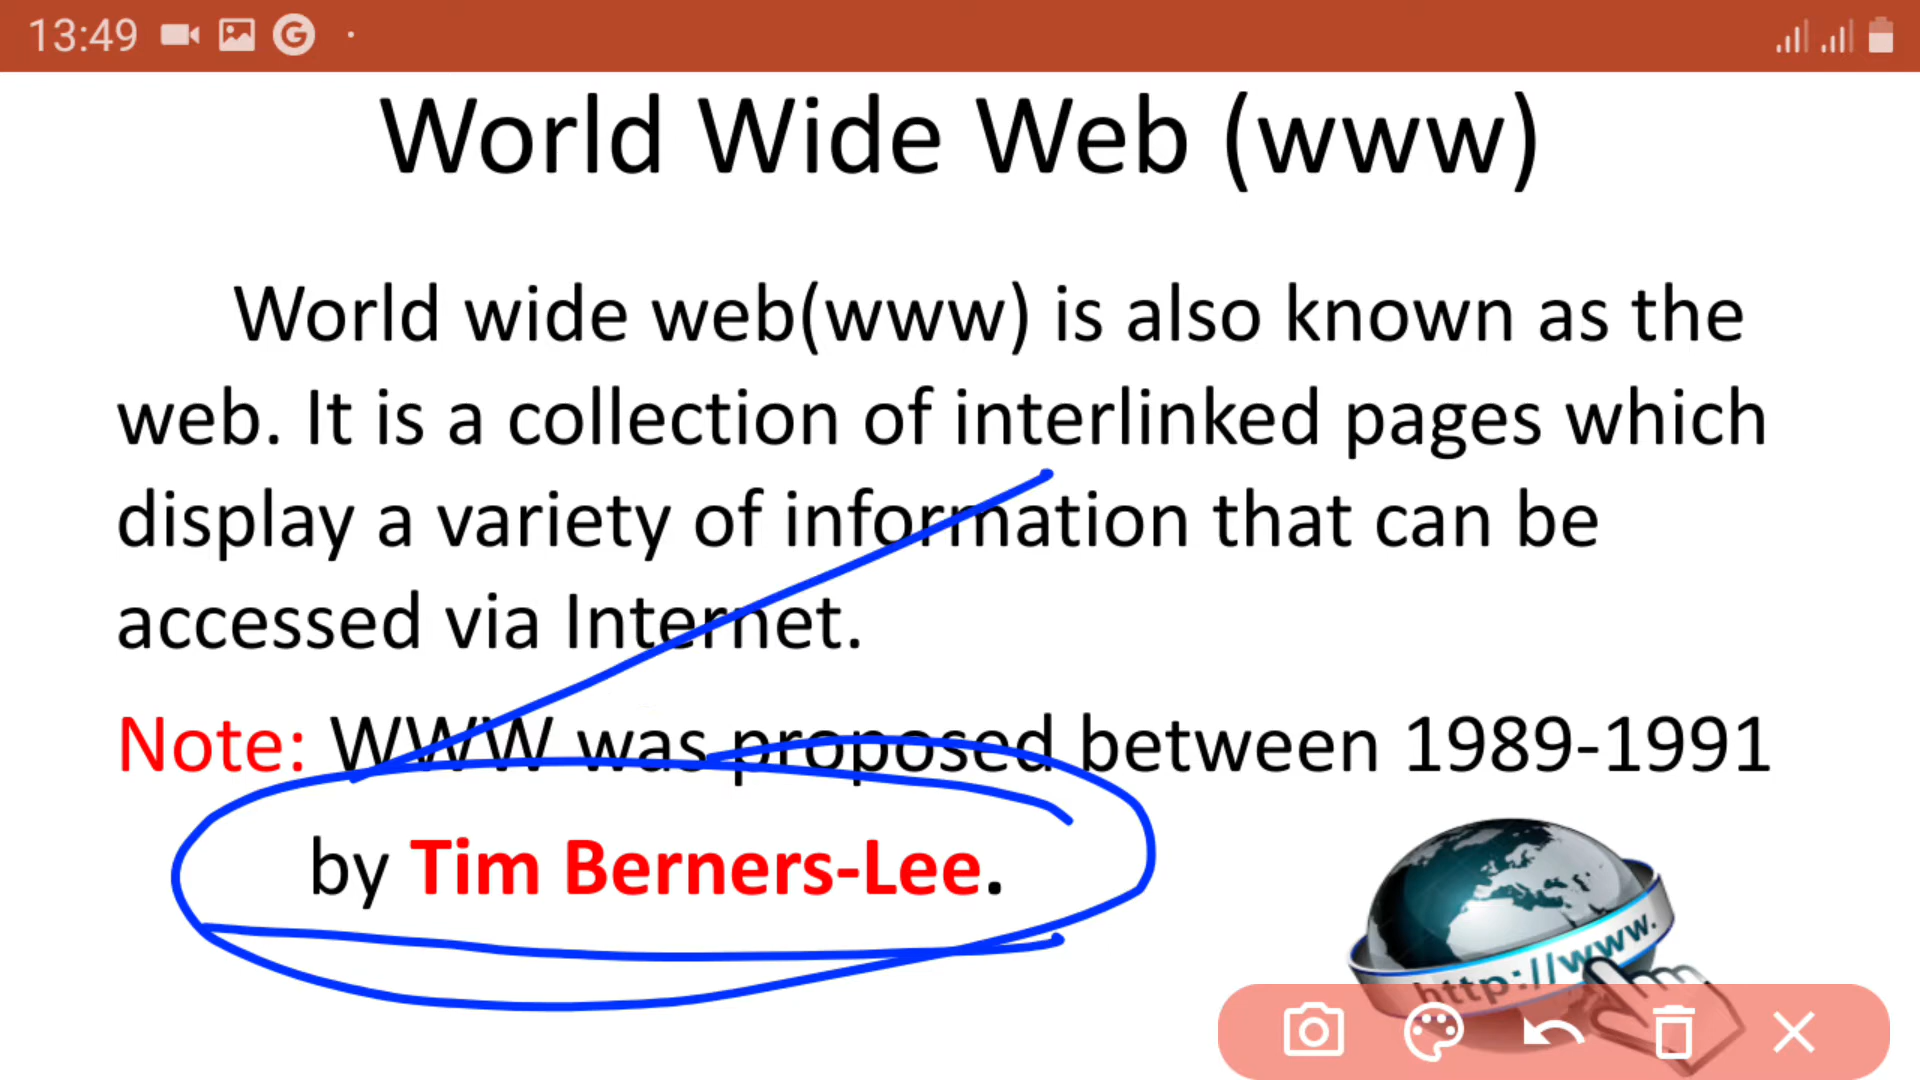 13:49
World Wide Web (www)
World wide web(www) is also known as the
web. It is a collection of interlinked pages which
display a variety of information that can be
accessed via Internet.
Note: WWW was proposed between 1989-1991
by Tim Berners-Lee.
http://www.